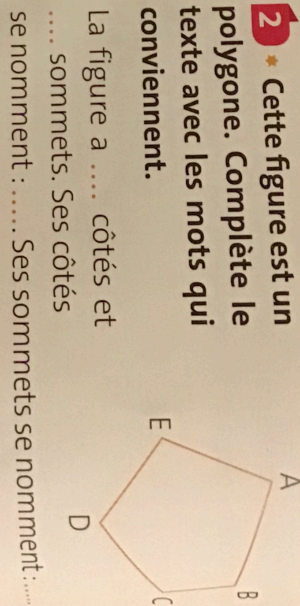 2 * Cette figure est un
polygone. Complète le
texte avec les mots qui
conviennent.
La figure a .... côtés et
.... sommets. Ses côtés
se nomment : ..... Ses sommets se nomment : .....
A
B
E
C
D